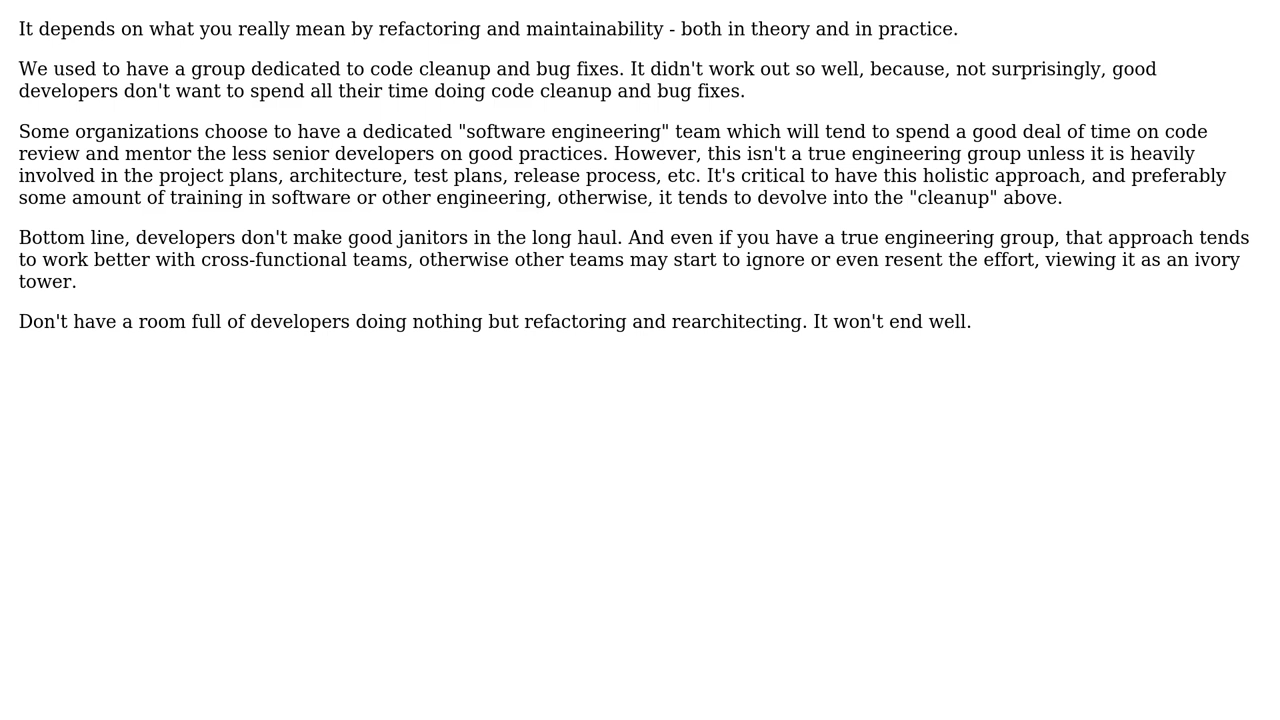 It depends on what you really mean by refactoring and maintainability - both in theory and in practice.
We used to have a group dedicated to code cleanup and bug fixes. It didn't work out so well, because, not surprisingly, good
developers don't want to spend all their time doing code cleanup and bug fixes.
Some organizations choose to have a dedicated "software engineering" team which will tend to spend a good deal of time on code
review and mentor the less senior developers on good practices. However, this isn't a true engineering group unless it is heavily
involved in the project plans, architecture, test plans, release process, etc. It's critical to have this holistic approach, and preferably
some amount of training in software or other engineering, otherwise, it tends to devolve into the "cleanup" above.
Bottom line, developers don't make good janitors in the long haul. And even if you have a true engineering group, that approach tends
to work better with cross-functional teams, otherwise other teams may start to ignore or even resent the effort, viewing it as an ivory
tower.
Don't have a room full of developers doing nothing but refactoring and rearchitecting. It won't end well.